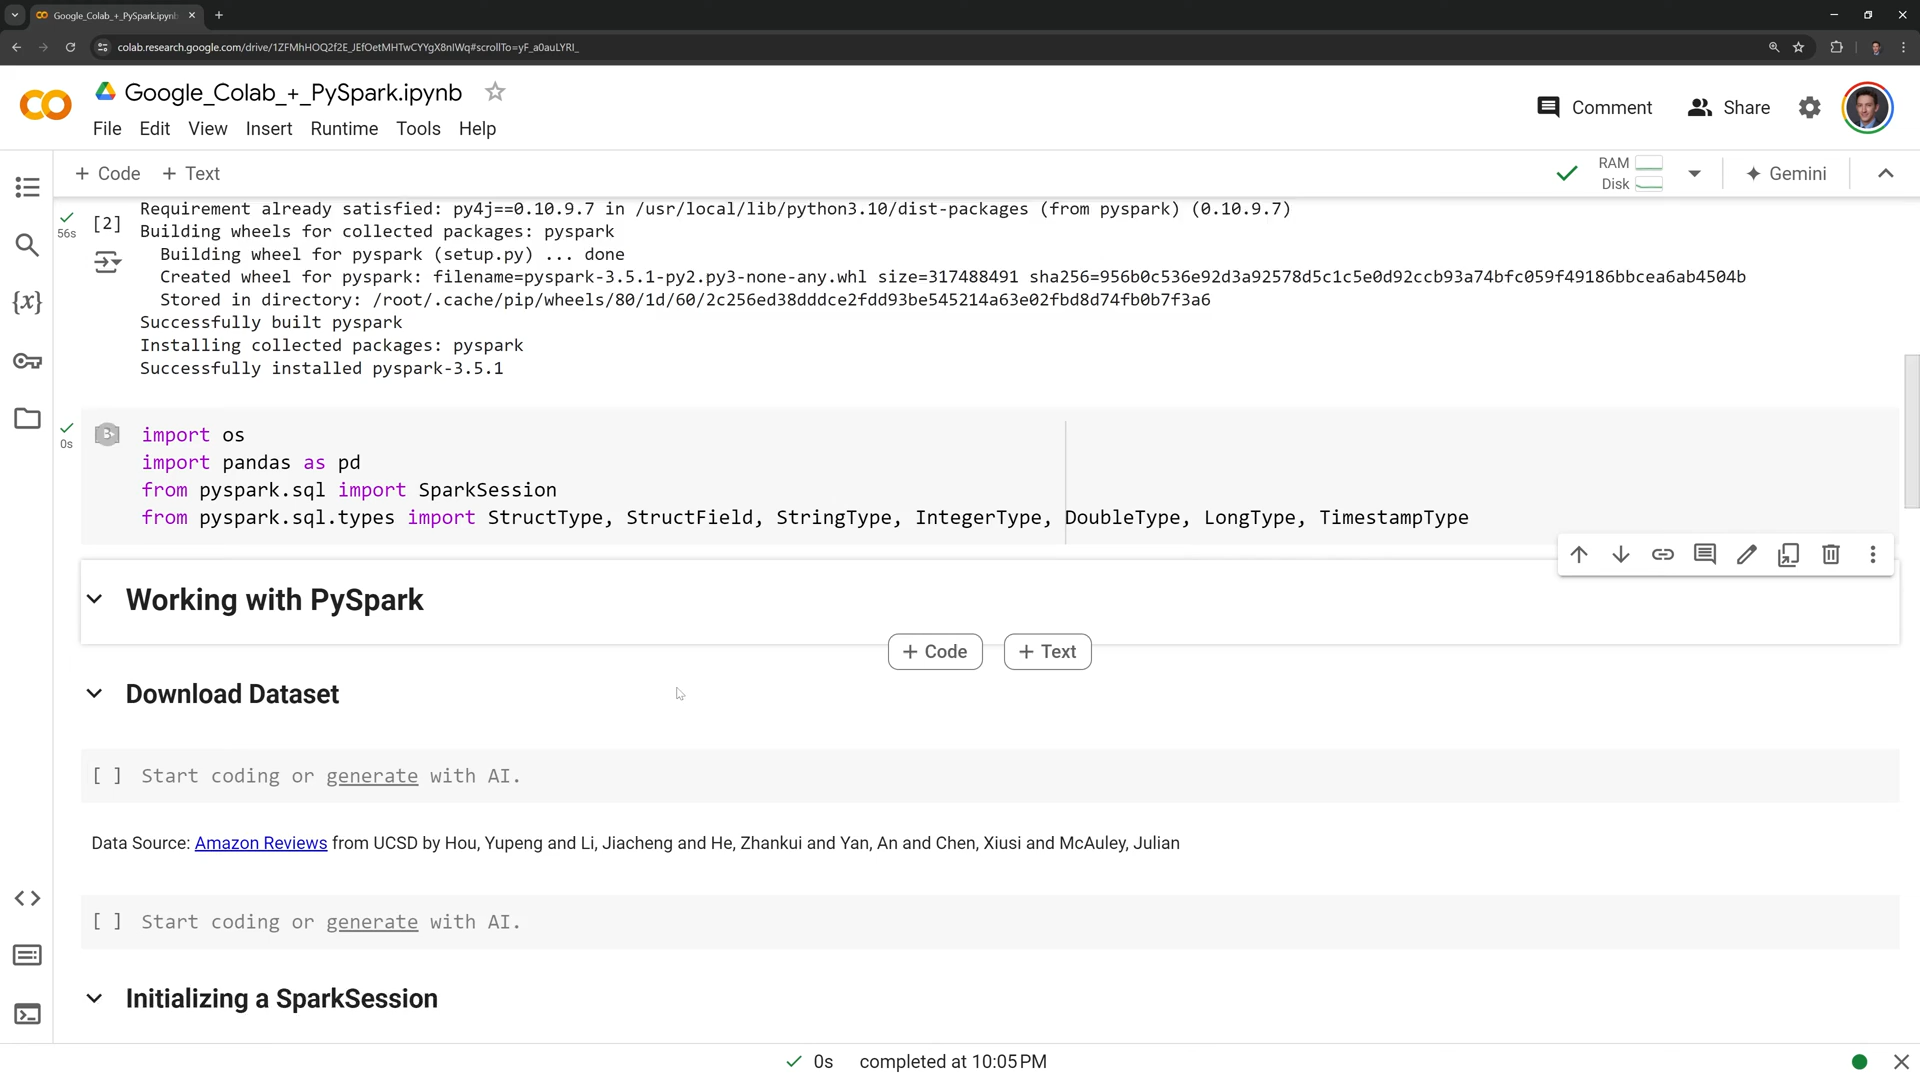 Google_Colab_+_PySpark.ipynb
colab.research.google.com/drive/1ZFMhHOQ2f2E_JEfOetMHTwCYYgX8nIWq#scrollTo=yF_a0auLYRI_
Google_Colab_+_PySpark.ipynb
Comment
Share
File Edit View Insert Runtime Tools Help
+ Code + Text
RAM
Disk
Gemini
56s
[2]
Requirement already satisfied: py4j==0.10.9.7 in /usr/local/lib/python3.10/dist-packages (from pyspark) (0.10.9.7)
Building wheels for collected packages: pyspark
Building wheel for pyspark (setup.py) ... done
Created wheel for pyspark: filename=pyspark-3.5.1-py2.py3-none-any.whl size=317488491 sha256=956b0c536e92d3a92578d5c1c5e0d92ccb93a74bfc059f49186bbcea6ab4504b
Stored in directory: /root/.cache/pip/wheels/80/1d/60/2c256ed38dddce2fdd93be545214a63e02fbd8d74fb0b7f3a6
Successfully built pyspark
Installing collected packages: pyspark
Successfully installed pyspark-3.5.1
0s
import os
import pandas as pd
from pyspark.sql import SparkSession
from pyspark.sql.types import StructType, StructField, StringType, IntegerType, DoubleType, LongType, TimestampType
Working with PySpark
+ Code + Text
Download Dataset
[ ] Start coding or generate with AI.
Data Source: Amazon Reviews from UCSD by Hou, Yupeng and Li, Jiacheng and He, Zhankui and Yan, An and Chen, Xiusi and McAuley, Julian
[ ] Start coding or generate with AI.
Initializing a SparkSession
0s completed at 10:05 PM